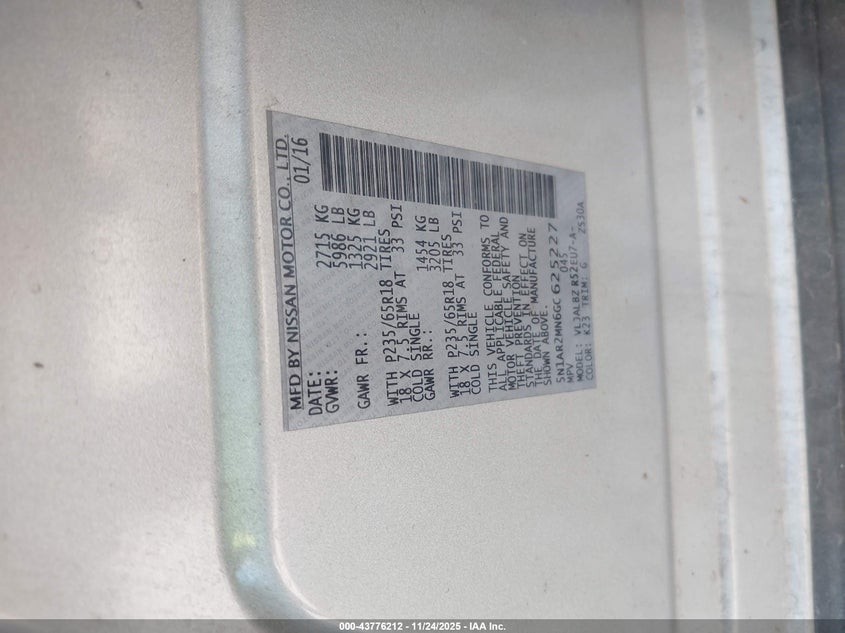 MFD BY NISSAN MOTOR CO., LTD.
DATE: 01/16
GVWR: 2715 KG
5986 LB
GAWR FR.: 1325 KG
2921 LB
WITH P235/65R18 TIRES
18 X 7.5 RIMS AT 33 PSI
COLD SINGLE
GAWR RR.: 1454 KG
3205 LB
WITH P235/65R18 TIRES
18 X 7.5 RIMS AT 33 PSI
COLD SINGLE
THIS VEHICLE CONFORMS TO
ALL APPLICABLE FEDERAL
MOTOR VEHICLE SAFETY AND
THEFT PREVENTION
STANDARDS IN EFFECT ON
THE DATE OF MANUFACTURE
SHOWN ABOVE.
5N1AR2MN6GC625227
MPV 045
MODEL: VLJALBZ R52EU7-A-
COLOR: K23 TRIM: G 2530A
000-43776212 - 11/24/2025 - IAA Inc.